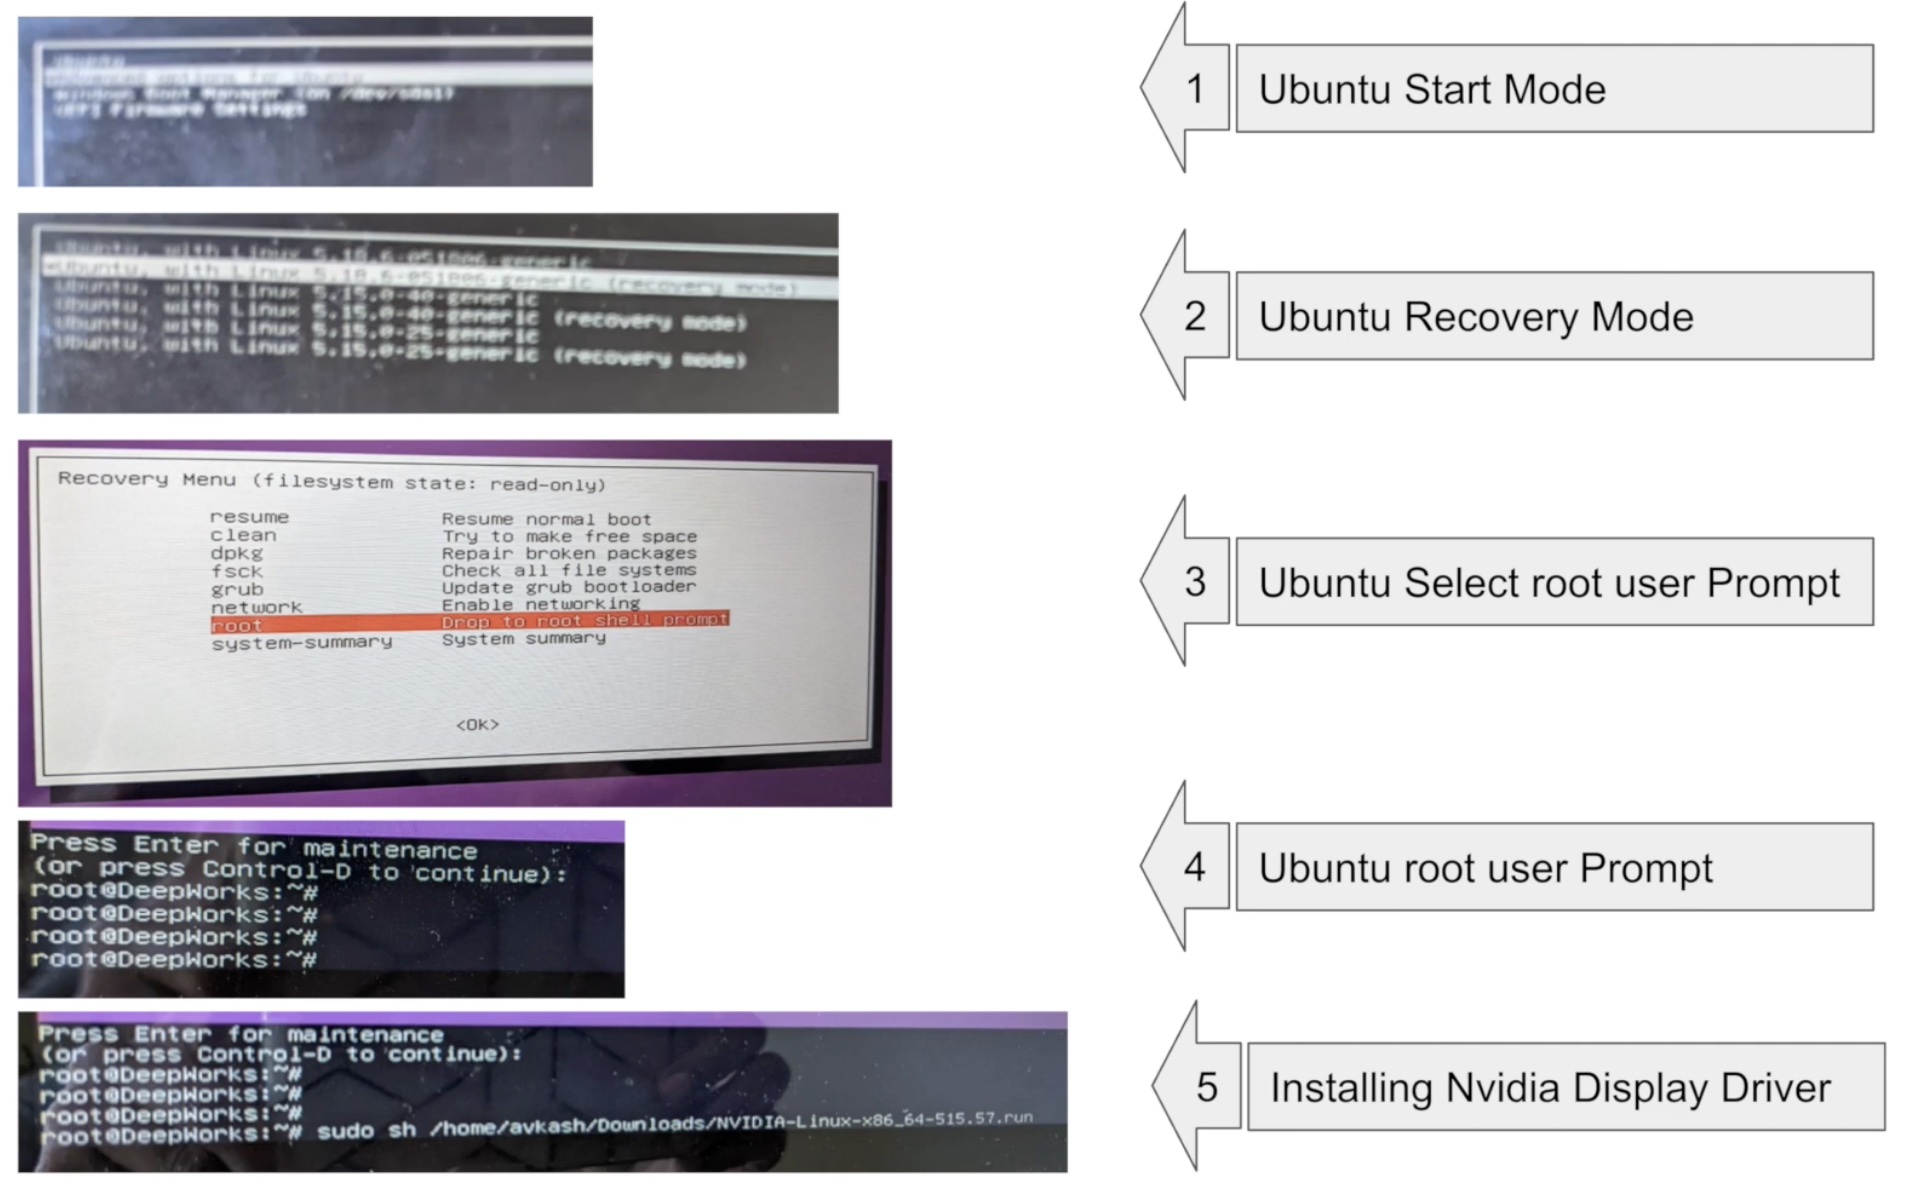 Ubuntu
*Advanced options for Ubuntu
Windows Boot Manager (on /dev/sda1)
UEFI Firmware Settings
1
Ubuntu Start Mode
Ubuntu, with Linux 5.18.6-051806-generic
*Ubuntu, with Linux 5.18.6-051806-generic (recovery mode)
Ubuntu, with Linux 5.15.0-40-generic
Ubuntu, with Linux 5.15.0-40-generic (recovery mode)
Ubuntu, with Linux 5.15.0-25-generic
Ubuntu, with Linux 5.15.0-25-generic (recovery mode)
2
Ubuntu Recovery Mode
Recovery Menu (filesystem state: read-only)
resume Resume normal boot
clean Try to make free space
dpkg Repair broken packages
fsck Check all file systems
grub Update grub bootloader
network Enable networking
root Drop to root shell prompt
system-summary System summary
<Ok>
3
Ubuntu Select root user Prompt
Press Enter for maintenance
(or press Control-D to continue):
root@DeepWorks:~#
root@DeepWorks:~#
root@DeepWorks:~#
root@DeepWorks:~#
4
Ubuntu root user Prompt
Press Enter for maintenance
(or press Control-D to continue):
root@DeepWorks:~#
root@DeepWorks:~#
root@DeepWorks:~#
root@DeepWorks:~# sudo sh /home/avkash/Downloads/NVIDIA-Linux-x86_64-515.57.run
5
Installing Nvidia Display Driver